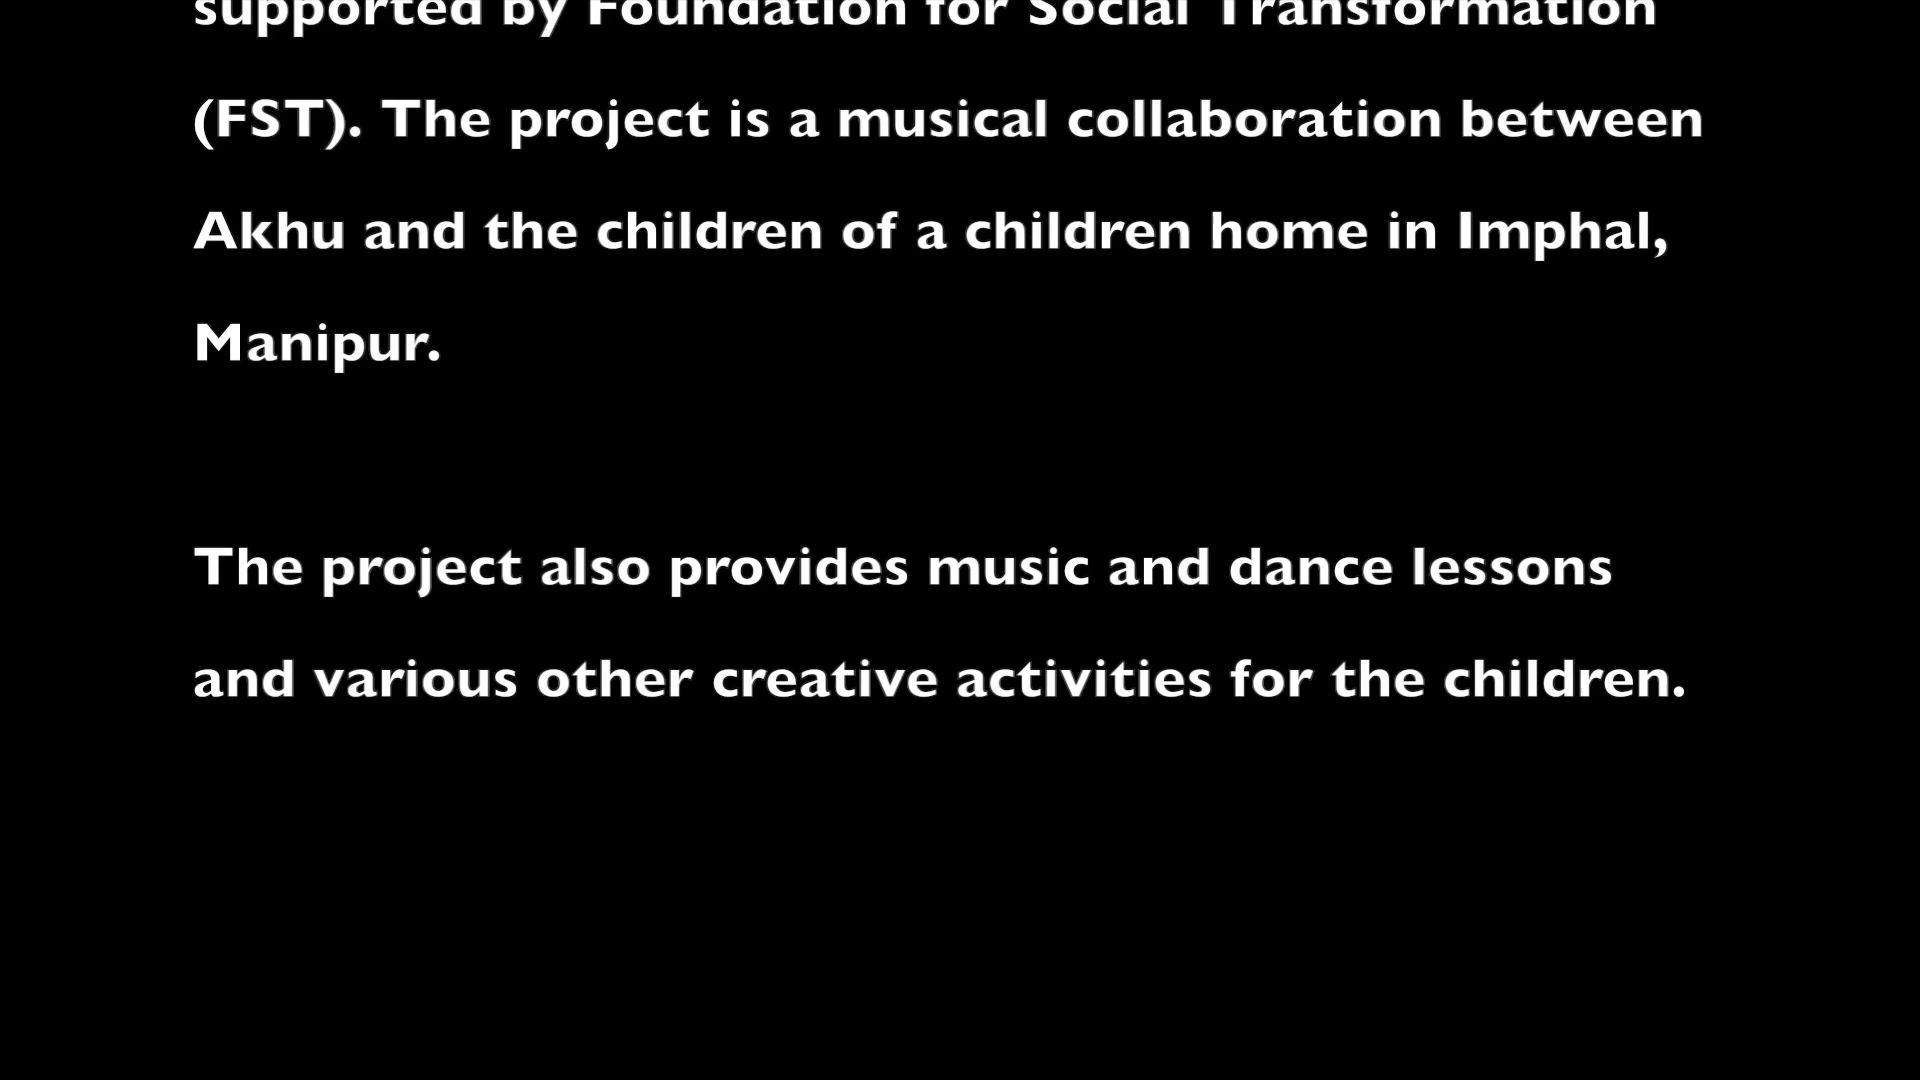 supported by Foundation for Social Transformation
(FST). The project is a musical collaboration between
Akhu and the children of a children home in Imphal,
Manipur.
The project also provides music and dance lessons
and various other creative activities for the children.